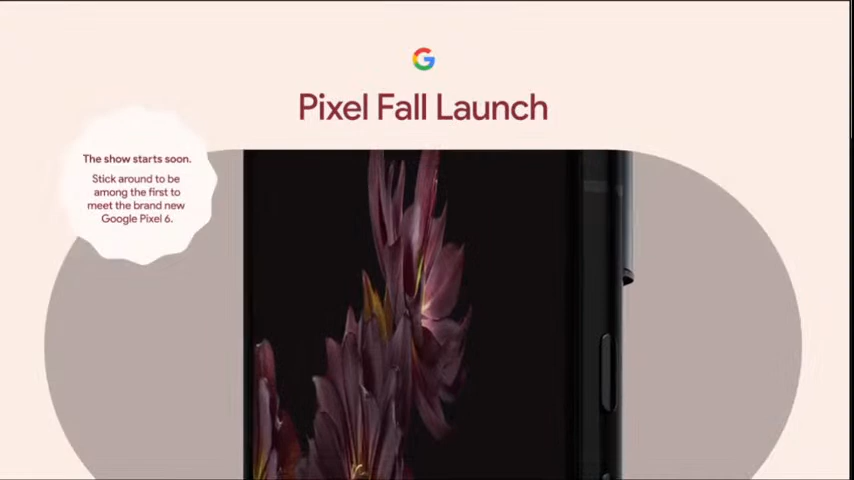 Pixel Fall Launch
The show starts soon.
Stick around to be
among the first to
meet the brand new
Google Pixel 6.